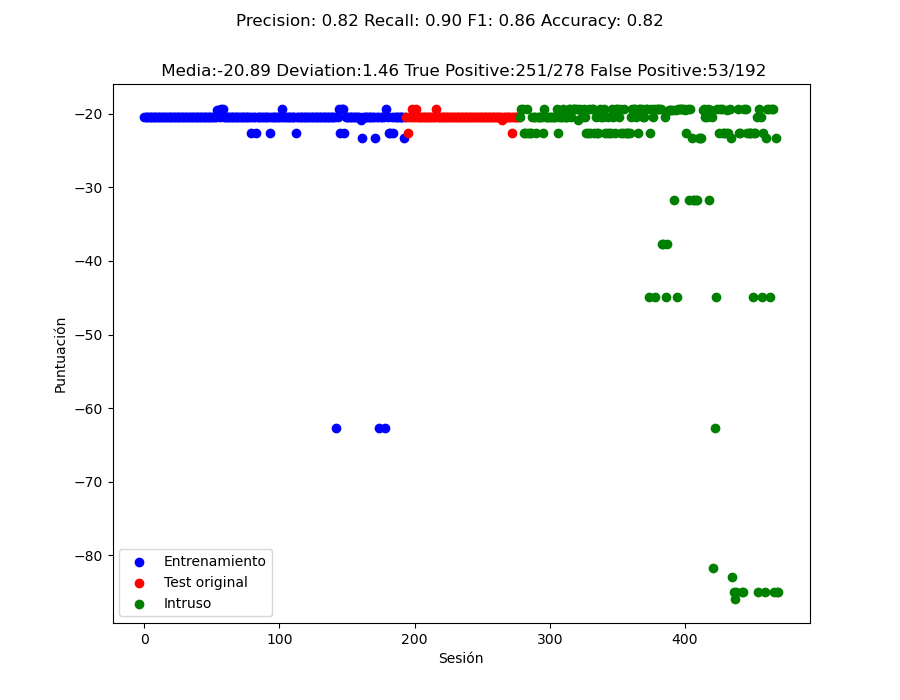 Precision: 0.82 Recall: 0.90 F1: 0.86 Accuracy: 0.82
Media:-20.89 Deviation:1.46 True Positive:251/278 False Positive:53/192
−20
−30
−40
−50
−60
−70
−80
Puntuación
Entrenamiento
Test original
Intruso
0
100
200
300
400
Sesión